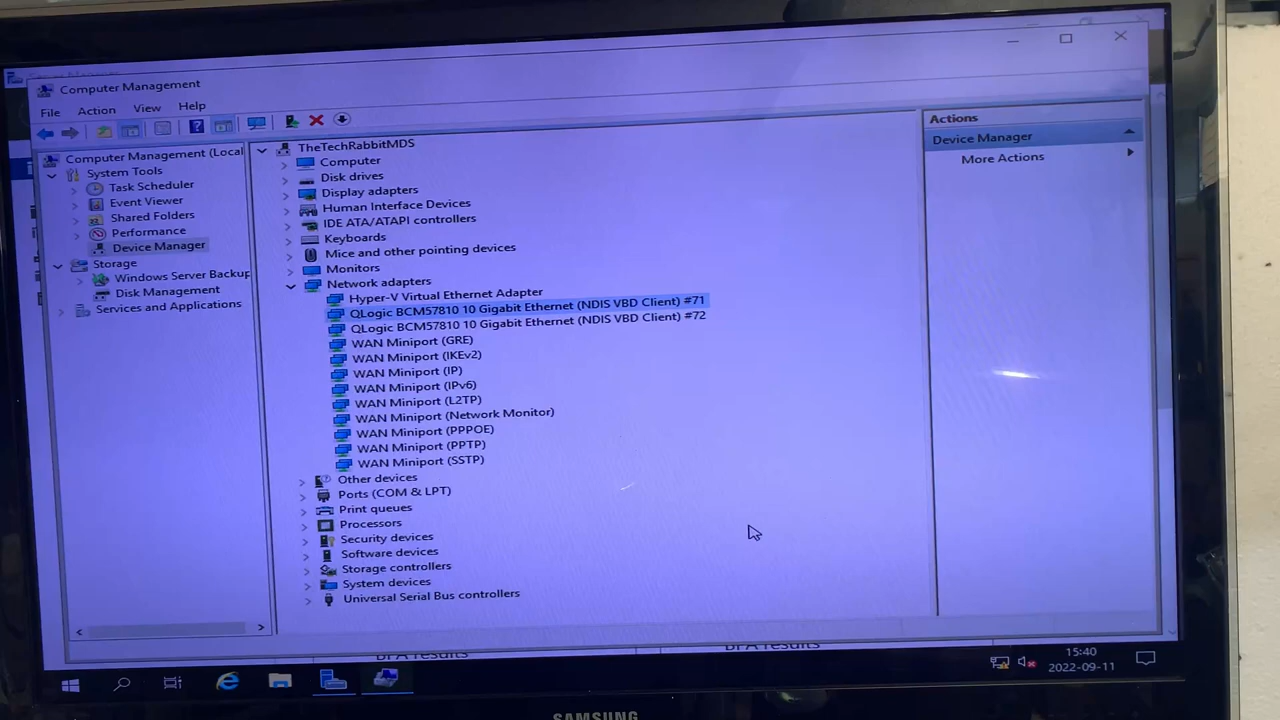 Computer Management
File Action View Help
Computer Management (Local
System Tools
Task Scheduler
Event Viewer
Shared Folders
Performance
Device Manager
Storage
Windows Server Backup
Disk Management
Services and Applications
TheTechRabbitMDS
Computer
Disk drives
Display adapters
Human Interface Devices
IDE ATA/ATAPI controllers
Keyboards
Mice and other pointing devices
Monitors
Network adapters
Hyper-V Virtual Ethernet Adapter
QLogic BCM57810 10 Gigabit Ethernet (NDIS VBD Client) #71
QLogic BCM57810 10 Gigabit Ethernet (NDIS VBD Client) #72
WAN Miniport (GRE)
WAN Miniport (IKEv2)
WAN Miniport (IP)
WAN Miniport (IPv6)
WAN Miniport (L2TP)
WAN Miniport (Network Monitor)
WAN Miniport (PPPOE)
WAN Miniport (PPTP)
WAN Miniport (SSTP)
Other devices
Ports (COM & LPT)
Print queues
Processors
Security devices
Software devices
Storage controllers
System devices
Universal Serial Bus controllers
Actions
Device Manager
More Actions
BPA results
BPA results
15:40
2022-09-11
SAMSUNG